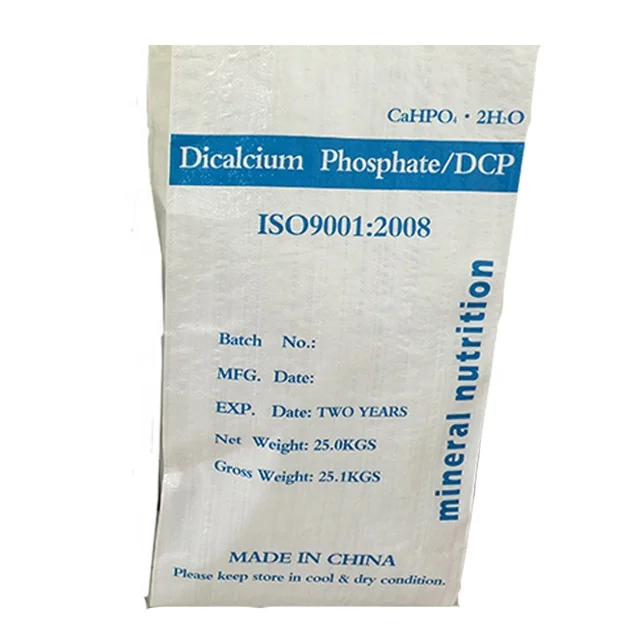 CaHPO₄ · 2H₂O
Dicalcium Phosphate/DCP
ISO9001:2008
mineral nutrition
Batch No.:
MFG. Date:
EXP. Date: TWO YEARS
Net Weight: 25.0KGS
Gross Weight: 25.1KGS
MADE IN CHINA
Please keep store in cool & dry condition.